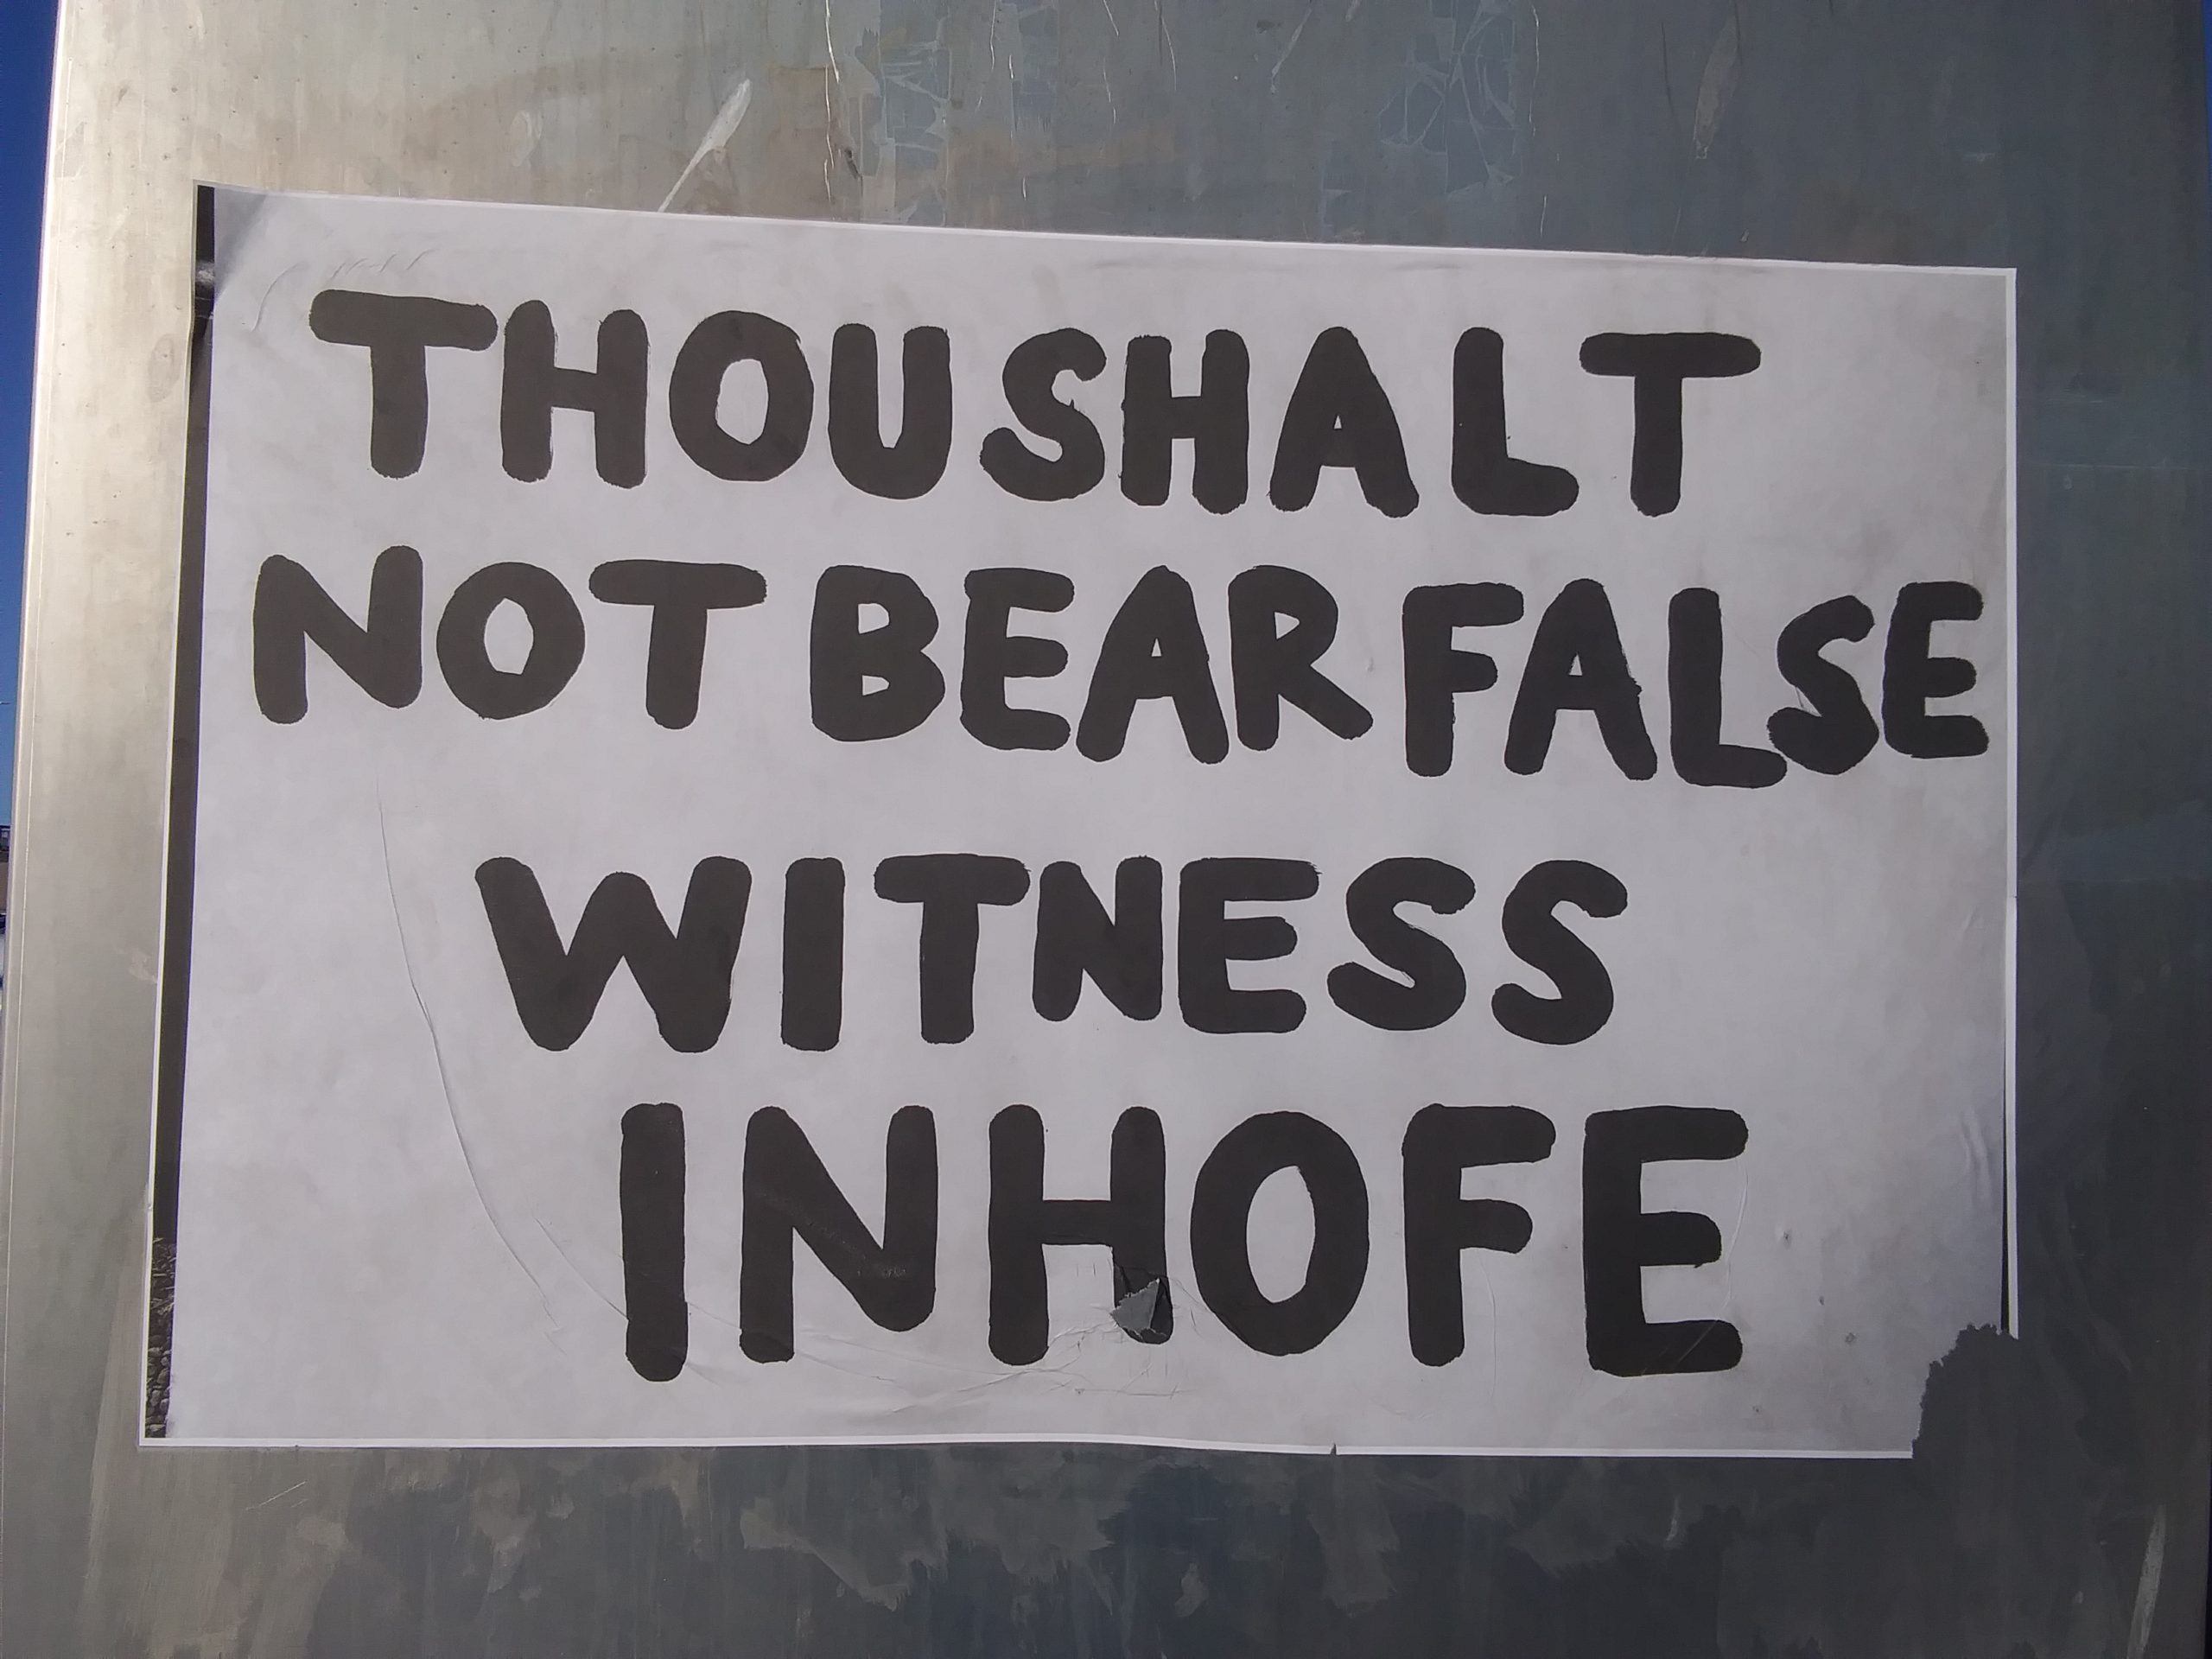 THOU SHALT
NOT BEAR FALSE
WITNESS
INHOFE